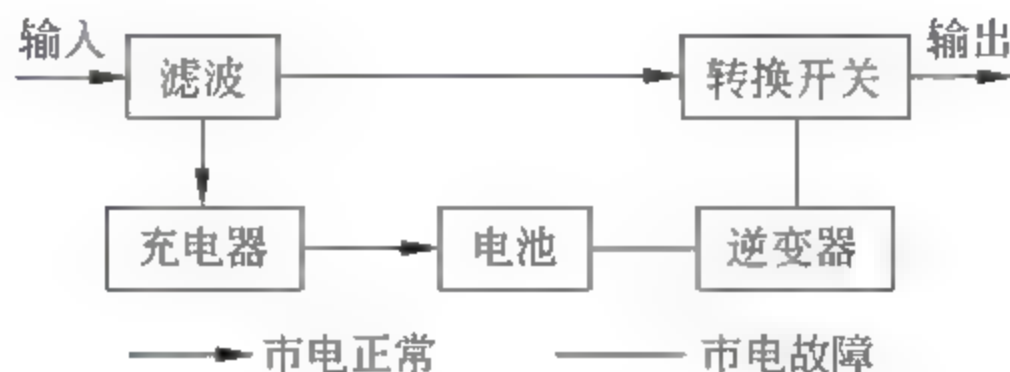 输入
滤波
转换开关
输出
充电器
电池
逆变器
市电正常
市电故障